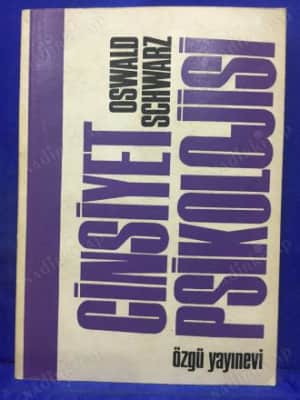 OSWALD
SCHWARZ
CİNSİYET
PSİKOLOJİSİ
özgü yayınevi